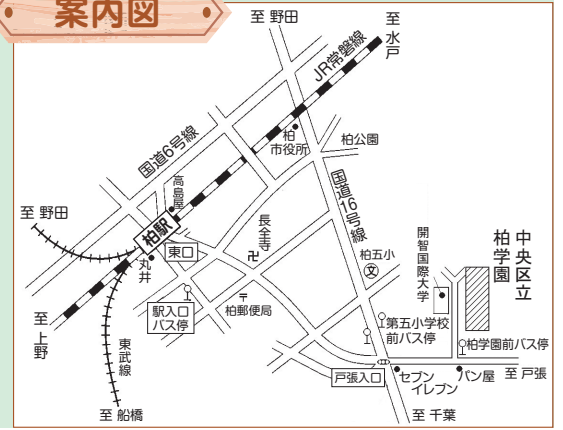 案内図
至 野田
至水戸
JR常磐線
国道6号線
柏
市役所
柏公園
高島屋
国道16号線
至 野田
柏駅
長全寺
卍
開智国際大学
中央区立
柏学園
東口
丸井
柏五小
文
〒
柏郵便局
駅入口
バス停
至上野
東武線
第五小学校
前バス停
柏学園前バス停
戸張入口
セブン
イレブン
パン屋
至 戸張
至 船橋
至 千葉